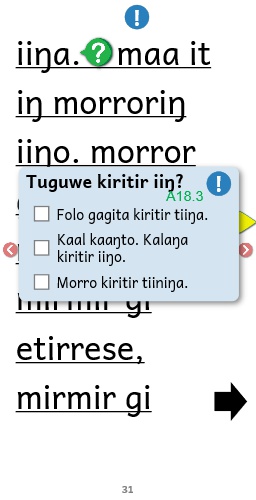 iiŋa. ? maa it
iŋ morroriŋ
iiŋo. morror
Tuguwe kiritir iiŋ?
A18.3
Folo gagita kiritir tiiŋa.
Kaal kaaŋto. Kalaŋa
kiritir iiŋo.
Morro kiritir tiiniŋa.
mirmir gi
etirrese,
mirmir gi
31